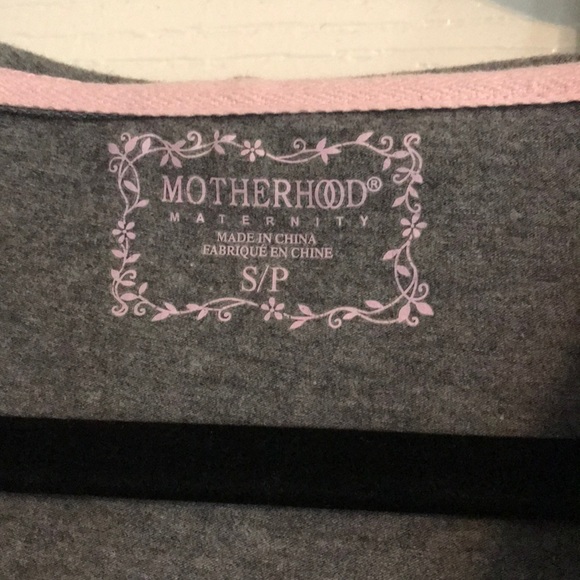 MOTHERHOOD®
MATERNITY
MADE IN CHINA
FABRIQUÉ EN CHINE
S/P